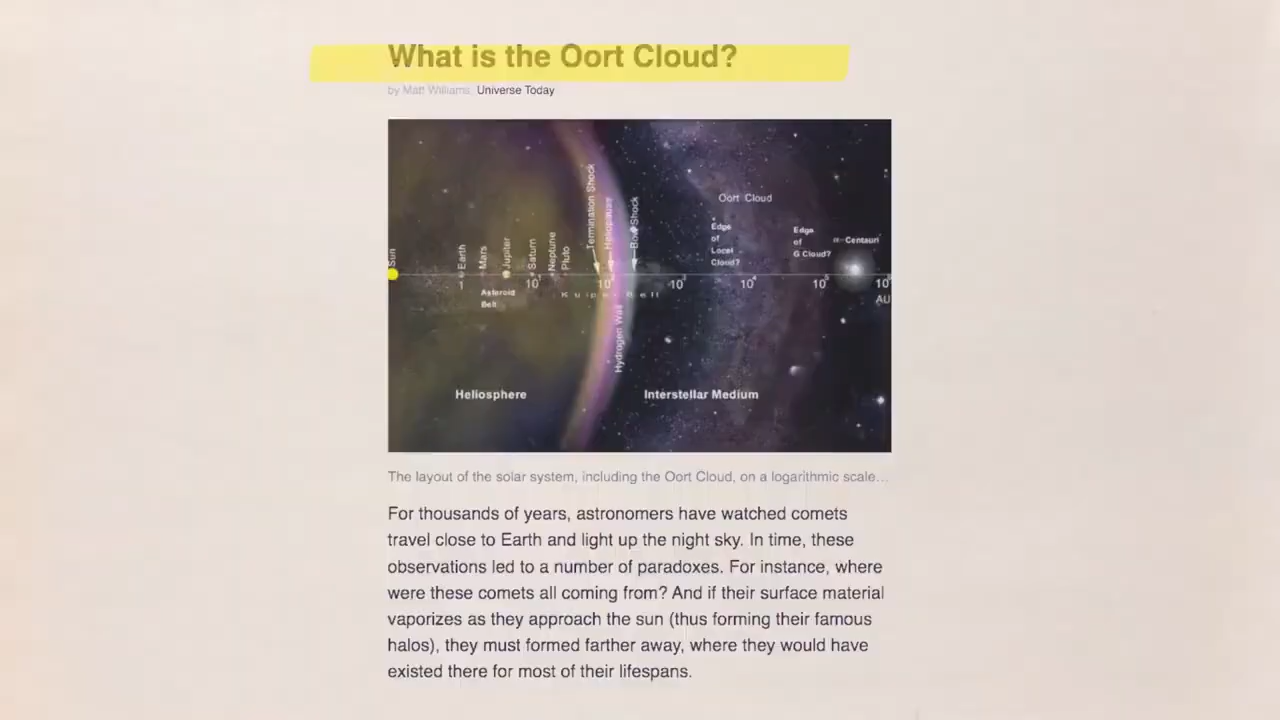 What is the Oort Cloud?
by Matt Williams, Universe Today
Sun
Earth
Mars
Jupiter
Saturn
Neptune
Pluto
Termination Shock
Heliopause
Bow Shock
Oort Cloud
Edge
of
Local
Cloud?
Edge
of
G Cloud?
α-Centauri
1
10¹
10²
10³
10⁴
10⁵
10⁶
AU
Asteroid
Belt
Kuiper Belt
Hydrogen Wall
Heliosphere
Interstellar Medium
The layout of the solar system, including the Oort Cloud, on a logarithmic scale…
For thousands of years, astronomers have watched comets
travel close to Earth and light up the night sky. In time, these
observations led to a number of paradoxes. For instance, where
were these comets all coming from? And if their surface material
vaporizes as they approach the sun (thus forming their famous
halos), they must formed farther away, where they would have
existed there for most of their lifespans.